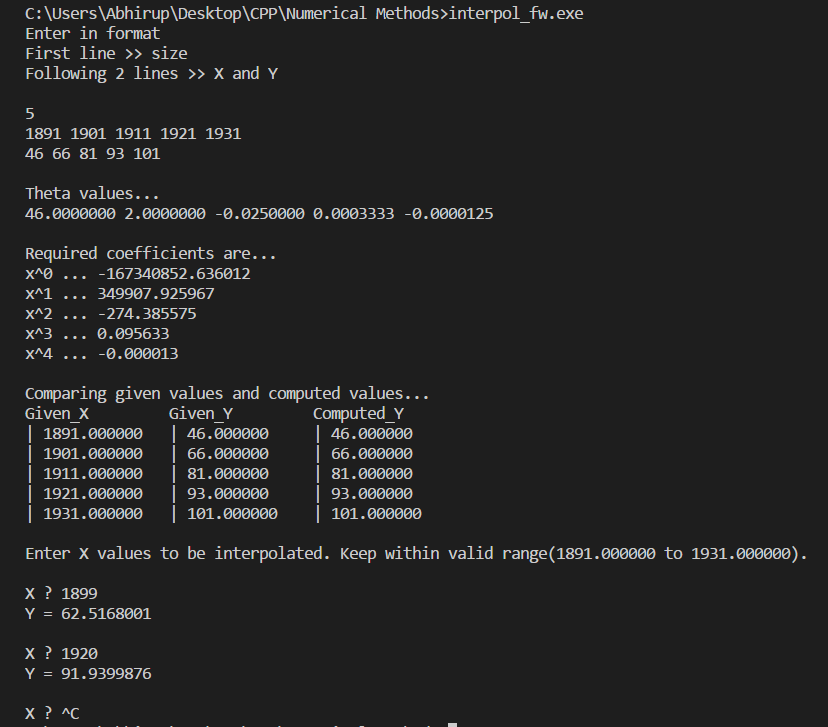 C:\Users\Abhirup\Desktop\CPP\Numerical Methods>interpol_fw.exe
Enter in format
First line >> size
Following 2 lines >> X and Y
5
1891 1901 1911 1921 1931
46 66 81 93 101
Theta values...
46.0000000 2.0000000 -0.0250000 0.0003333 -0.0000125
Required coefficients are...
x^0 ... -167340852.636012
x^1 ... 349907.925967
x^2 ... -274.385575
x^3 ... 0.095633
x^4 ... -0.000013
Comparing given values and computed values...
Given_X Given_Y Computed_Y
| 1891.000000 | 46.000000 | 46.000000
| 1901.000000 | 66.000000 | 66.000000
| 1911.000000 | 81.000000 | 81.000000
| 1921.000000 | 93.000000 | 93.000000
| 1931.000000 | 101.000000 | 101.000000
Enter X values to be interpolated. Keep within valid range(1891.000000 to 1931.000000).
X ? 1899
Y = 62.5168001
X ? 1920
Y = 91.9399876
X ? ^C